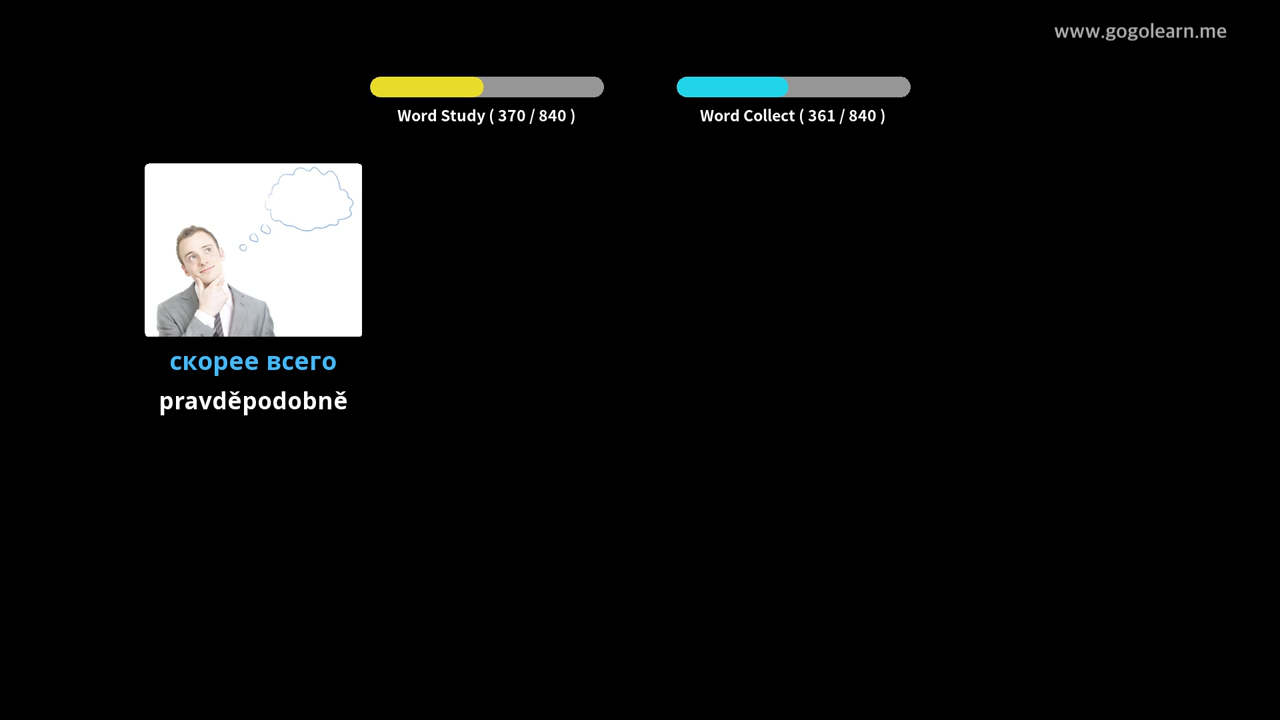 www.gogolearn.me
Word Study ( 370 / 840 )
Word Collect ( 361 / 840 )
скорее всего
pravděpodobně